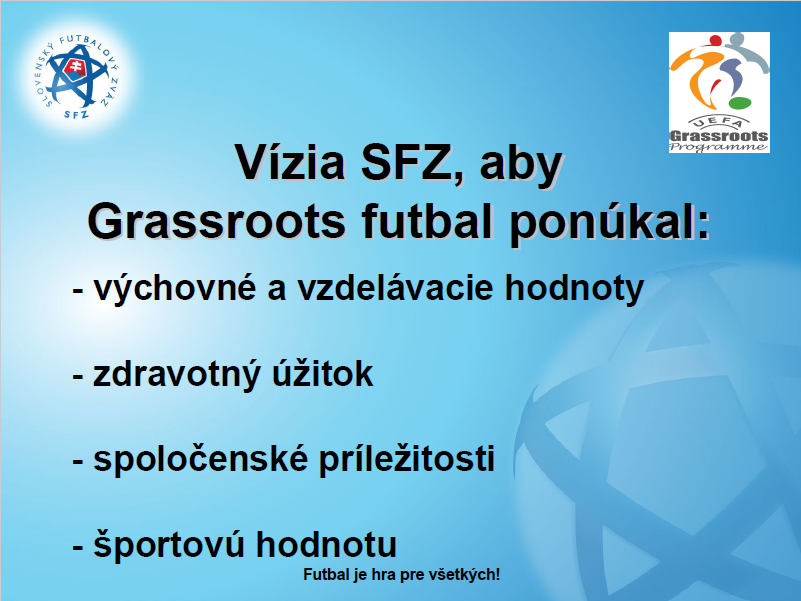 SLOVENSKÝ FUTBALOVÝ ZVÄZ
SFZ
UEFA
Grassroots
Programme
Vízia SFZ, aby
Grassroots futbal ponúkal:
- výchovné a vzdelávacie hodnoty
- zdravotný úžitok
- spoločenské príležitosti
- športovú hodnotu
Futbal je hra pre všetkých!